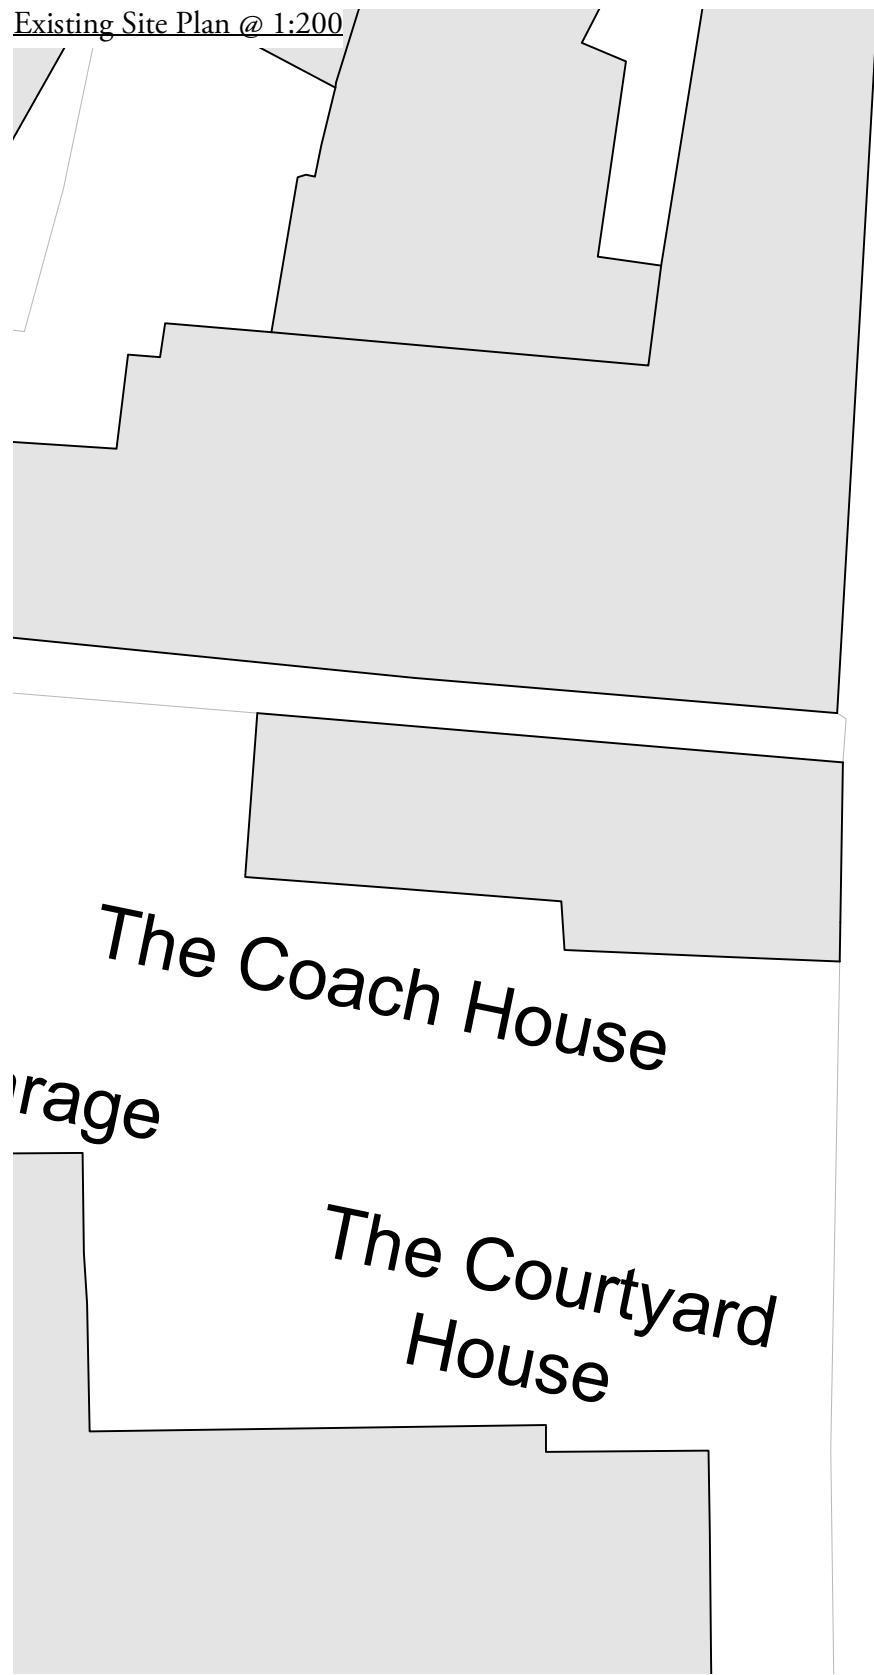 Existing Site Plan @ 1:200
The Coach House
rage
The Courtyard
House